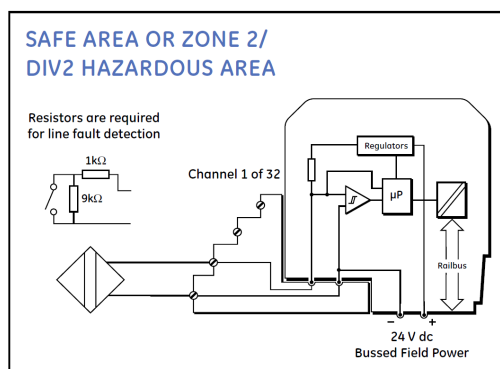 SAFE AREA OR ZONE 2/
DIV2 HAZARDOUS AREA
Resistors are required
for line fault detection
1kΩ
9kΩ
Channel 1 of 32
Regulators
µP
Railbus
– +
24 V dc
Bussed Field Power